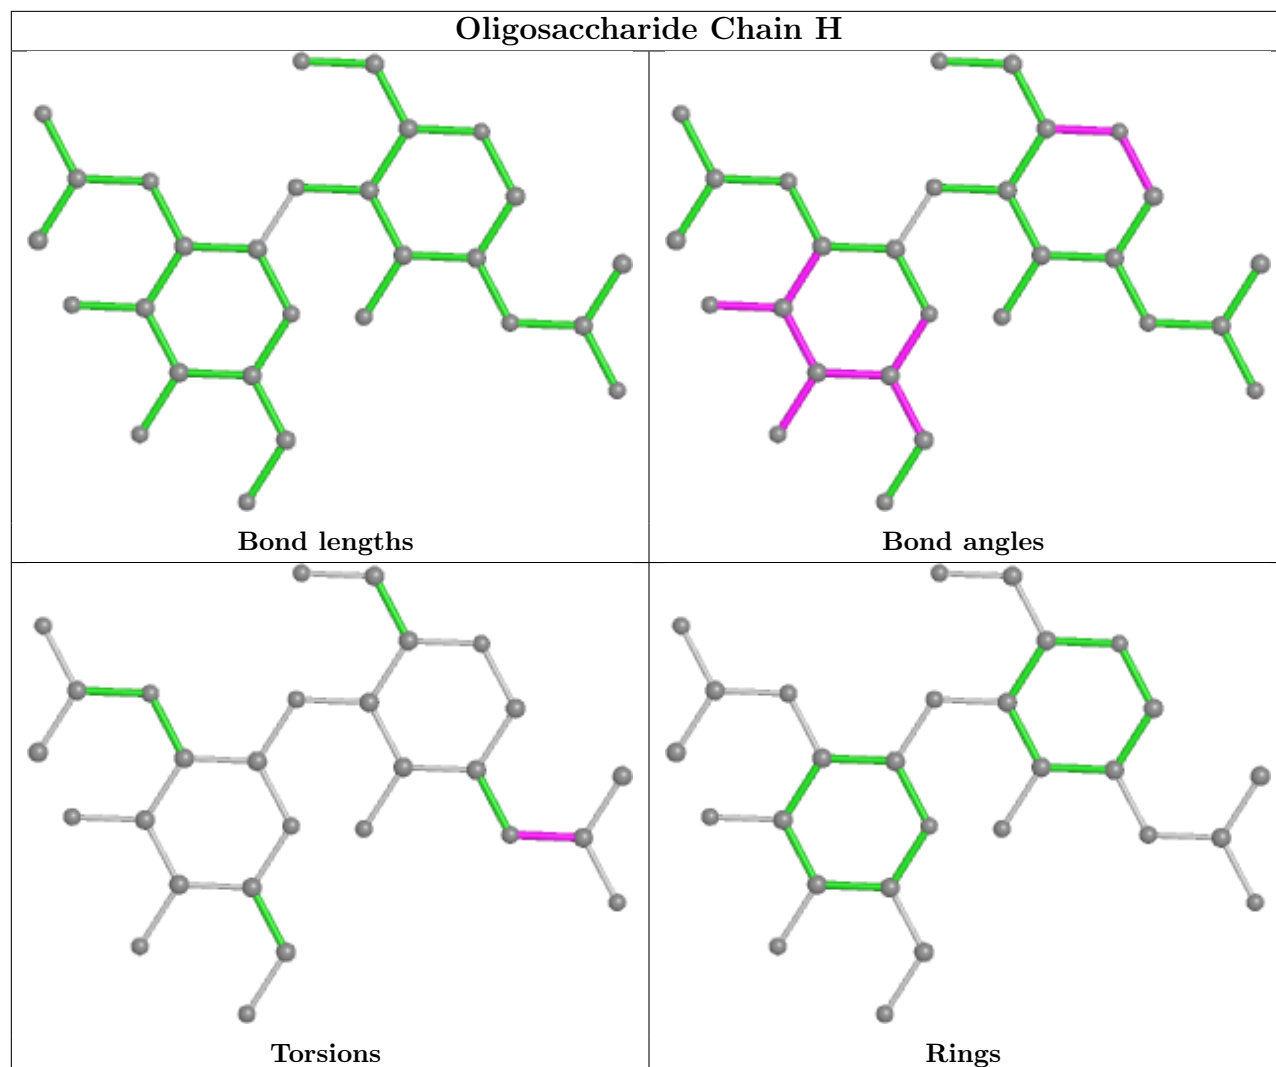 Oligosaccharide Chain H
Bond lengths
Bond angles
Torsions
Rings